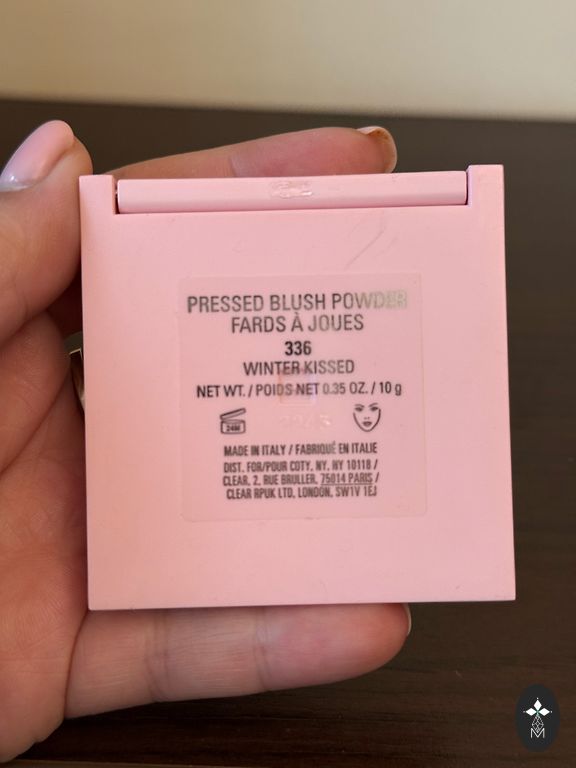 PRESSED BLUSH POWDER
FARDS À JOUES
336
WINTER KISSED
NET WT. / POIDS NET 0.35 OZ. / 10 g
24M
MADE IN ITALY / FABRIQUÉ EN ITALIE
DIST. FOR/POUR COTY, NY, NY 10118 /
CLEAR, 2, RUE BRULLER, 75014 PARIS /
CLEAR RPUK LTD, LONDON, SW1V 1EJ
M